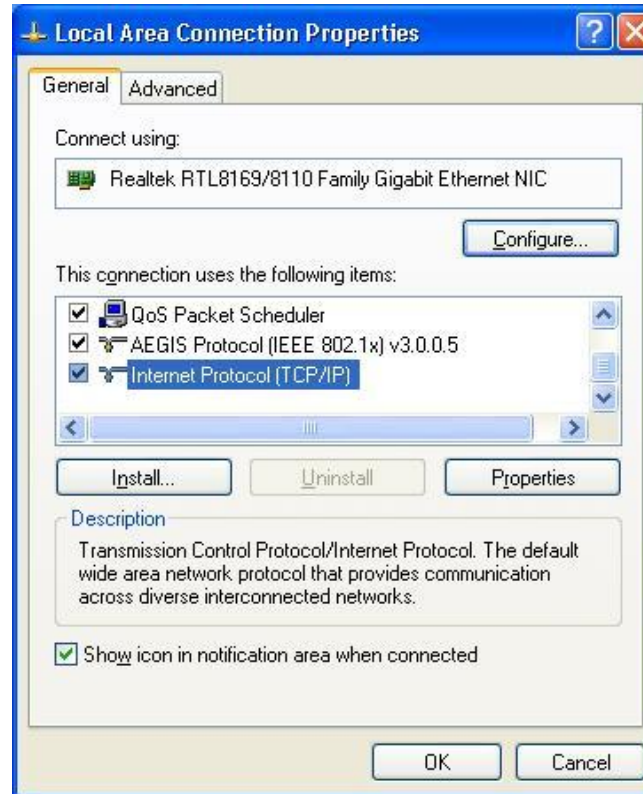 Local Area Connection Properties
General
Advanced
Connect using:
Realtek RTL8169/8110 Family Gigabit Ethernet NIC
Configure...
This connection uses the following items:
QoS Packet Scheduler
AEGIS Protocol (IEEE 802.1x) v3.0.0.5
Internet Protocol (TCP/IP)
Install...
Uninstall
Properties
Description
Transmission Control Protocol/Internet Protocol. The default
wide area network protocol that provides communication
across diverse interconnected networks.
Show icon in notification area when connected
OK
Cancel